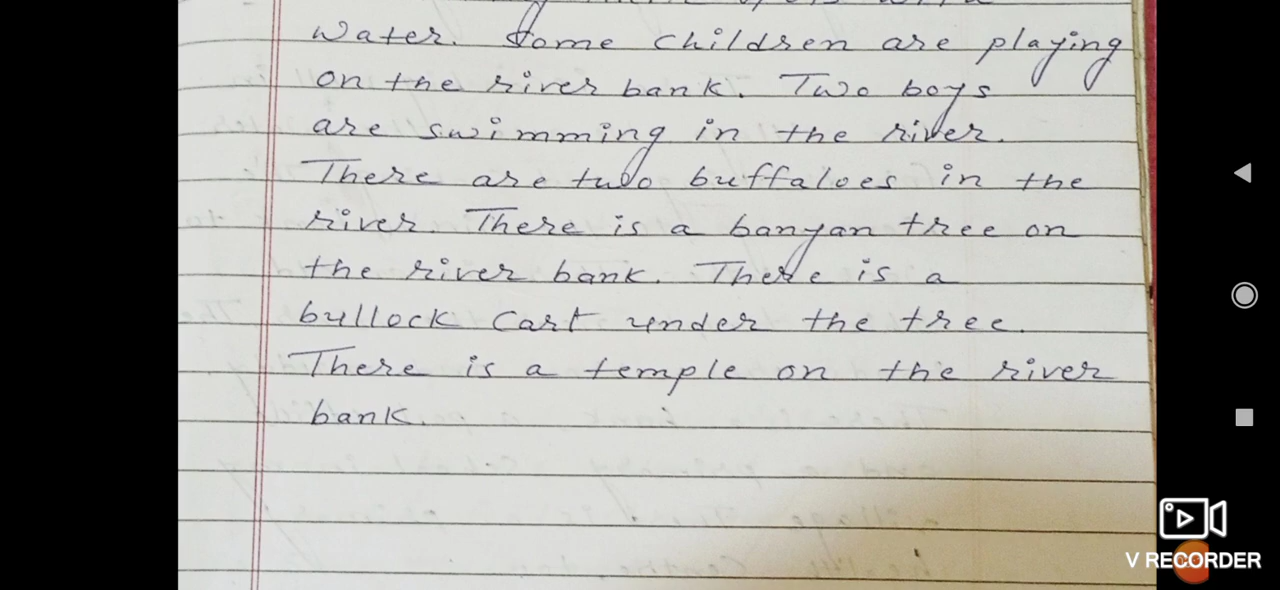 water. Some children are playing
on the river bank. Two boys
are swimming in the river.
There are two buffaloes in the
river. There is a banyan tree on
the river bank. There is a
bullock cart under the tree.
There is a temple on the river
bank.
V RECORDER